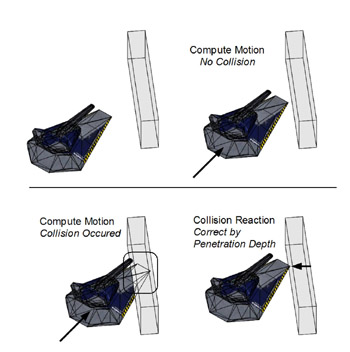 Compute Motion
No Collision
Compute Motion
Collision Occured
Collision Reaction
Correct by
Penetration Depth